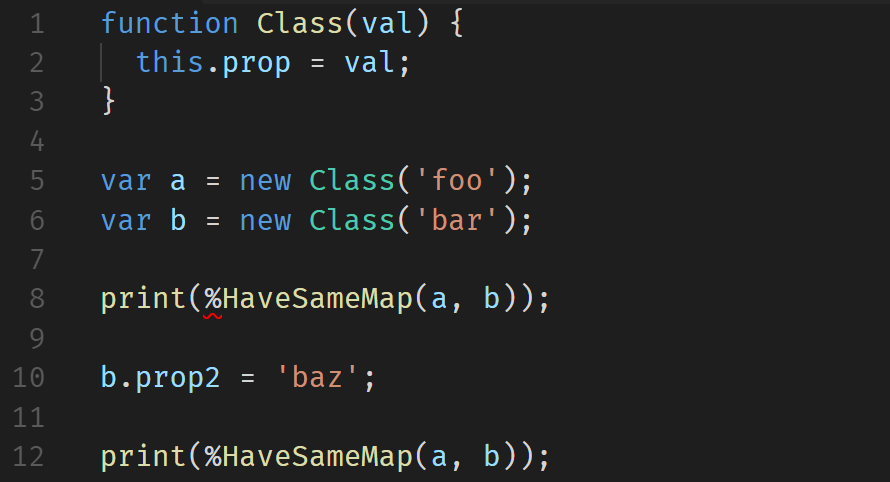 1 function Class(val) {
2 this.prop = val;
3 }
4
5 var a = new Class('foo');
6 var b = new Class('bar');
7
8 print(%HaveSameMap(a, b));
9
10 b.prop2 = 'baz';
11
12 print(%HaveSameMap(a, b));